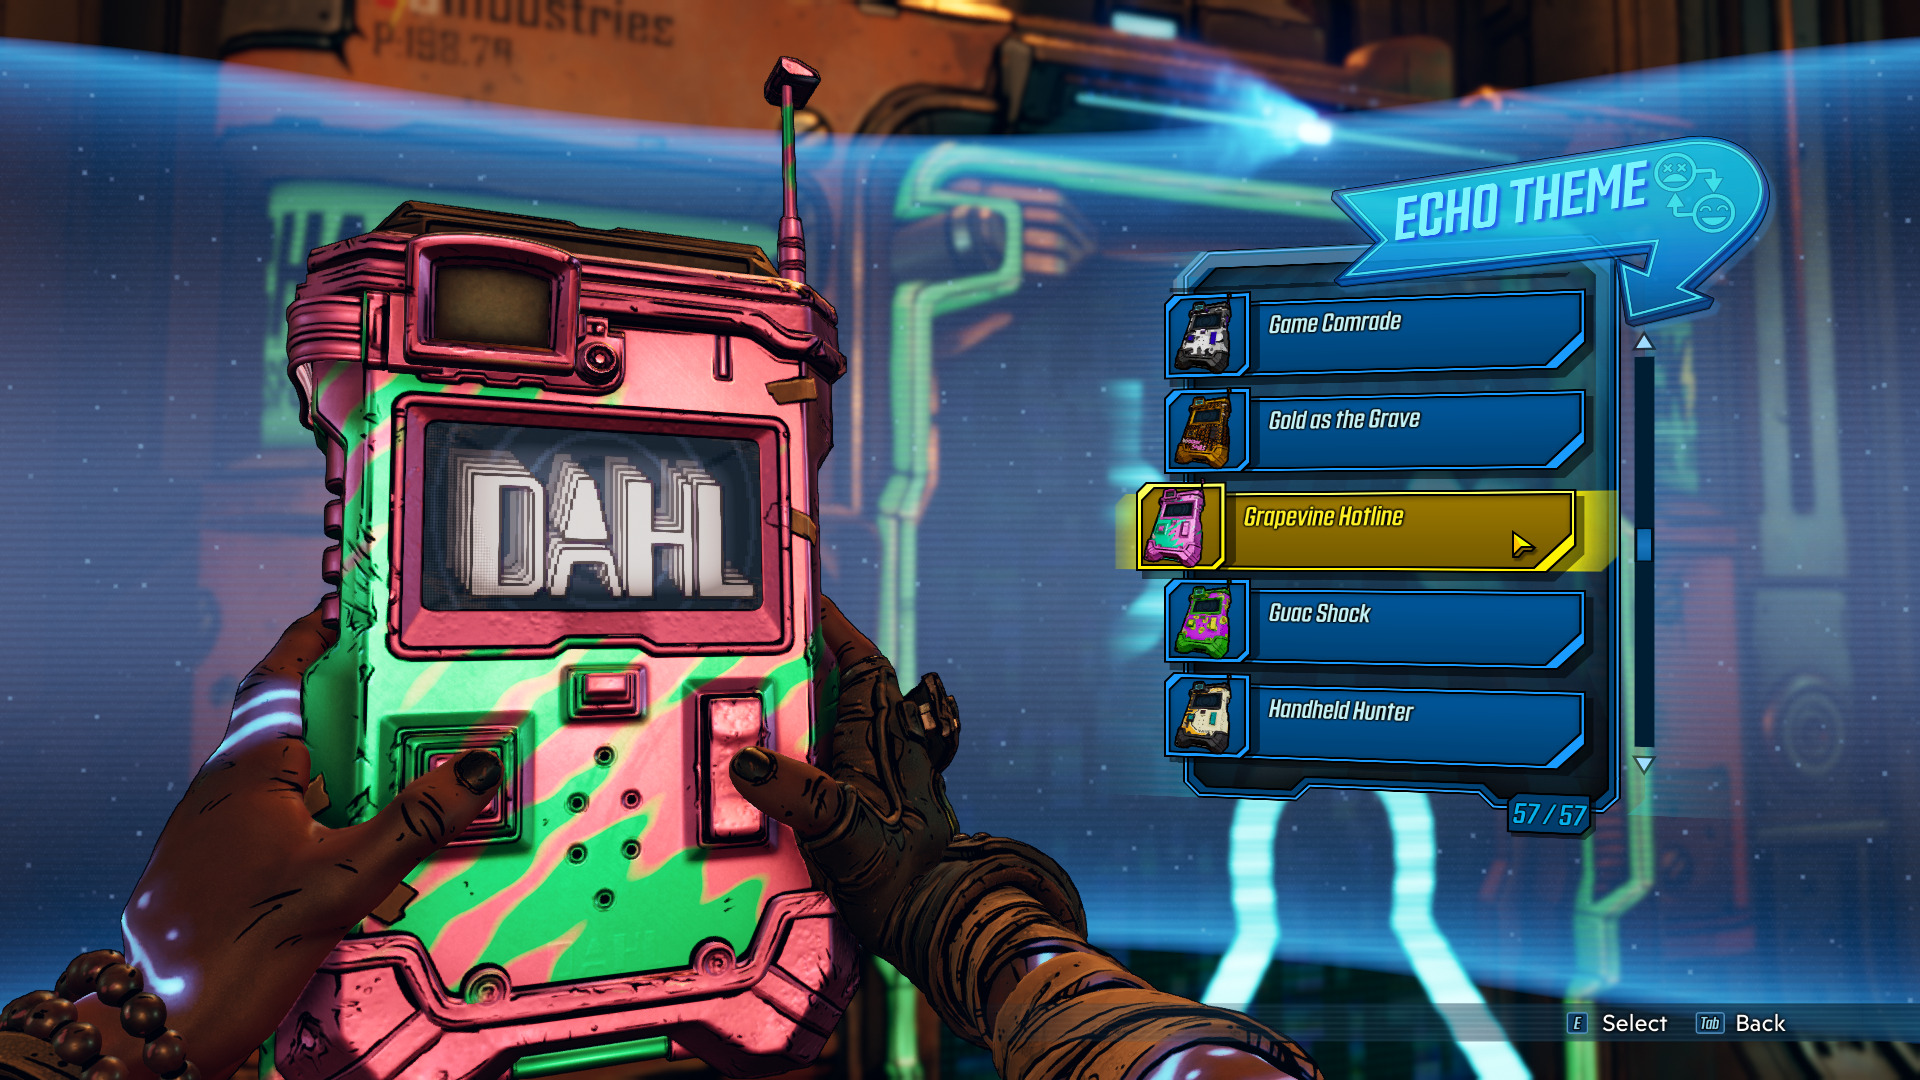 industries
P-198.79
DAHL
ECHO THEME
Game Comrade
Gold as the Grave
Grapevine Hotline
Guac Shock
Handheld Hunter
57 / 57
E Select
Tab Back